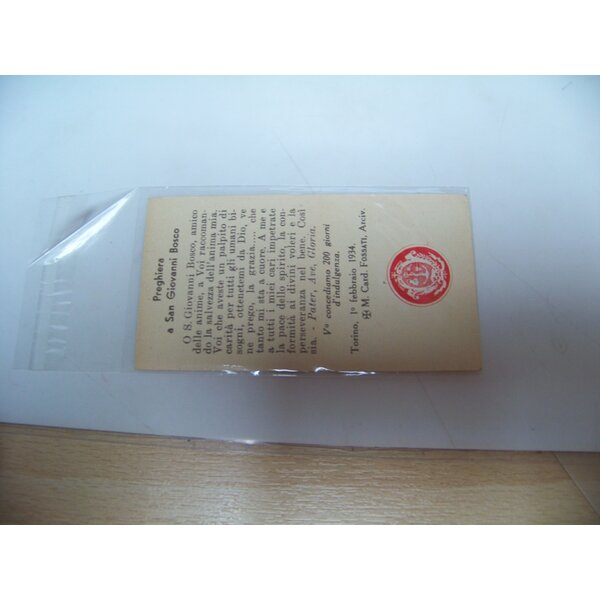 Preghiera
a San Giovanni Bosco
O S. Giovanni Bosco, amico
delle anime, a Voi raccoman-
do la salvezza dell'anima mia.
Voi che aveste un palpito di
carità per tutti gli umani bi-
sogni, ottenetemi da Dio, ve
ne prego, la grazia..... che
tanto mi sta a cuore. A me e
a tutti i miei cari impetrate
la pace dello spirito, la con-
formità ai divini voleri e la
perseveranza nel bene. Così
sia. - Pater, Ave, Gloria.
Vº concediamo 200 giorni
d'indulgenza.
Torino, 1º febbraio 1934.
✠ M. Card. Fossati, Arciv.